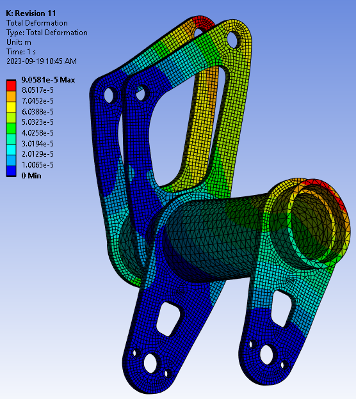 K: Revision 11
Total Deformation
Type: Total Deformation
Unit: m
Time: 1 s
2023-09-19 10:45 AM
9.0581e-5 Max
8.0517e-5
7.0452e-5
6.0388e-5
5.0323e-5
4.0258e-5
3.0194e-5
2.0129e-5
1.0065e-5
0 Min